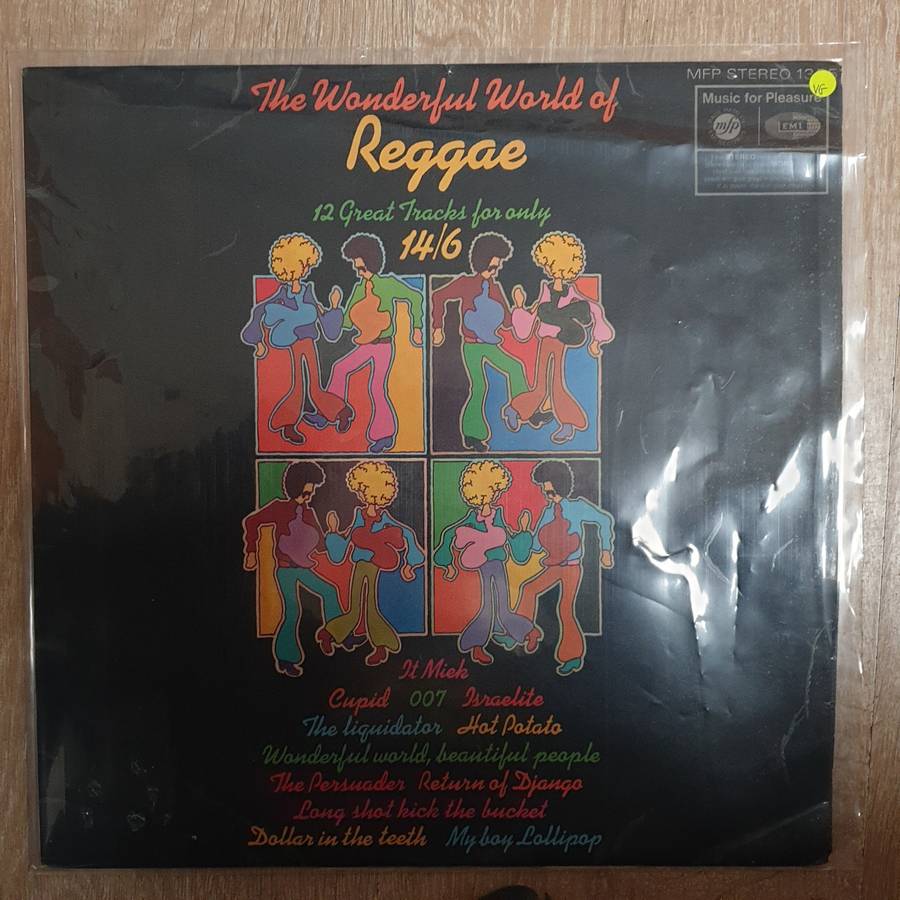 The Wonderful World of
Reggae
12 Great Tracks for only
14/6
MFP STEREO 13
VG
Music for Pleasure
mfp
EMI
It Miek
Cupid 007 Israelite
The liquidator Hot Potato
Wonderful world, beautiful people
The Persuader Return of Django
Long shot kick the bucket
Dollar in the teeth My boy Lollipop